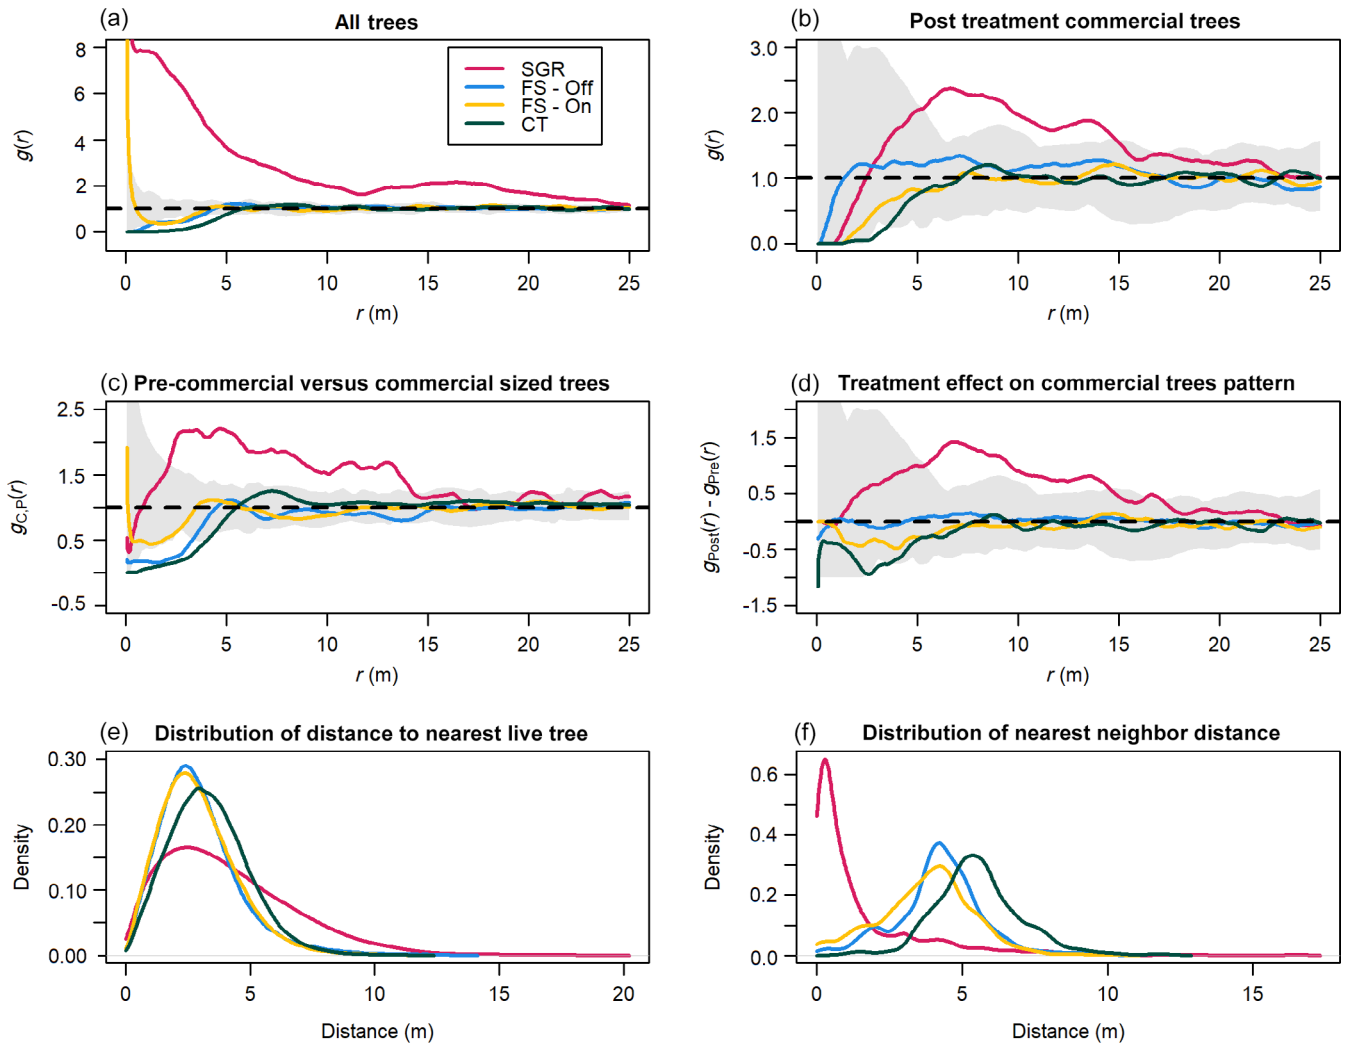 (a) All trees
8
6
4
2
0
g(r)
SGR
FS - Off
FS - On
CT
0 5 10 15 20 25
r (m)
(b) Post treatment commercial trees
3.0
2.0
1.0
0.0
g(r)
0 5 10 15 20 25
r (m)
(c) Pre-commercial versus commercial sized trees
2.5
1.5
0.5
-0.5
gC,P(r)
0 5 10 15 20 25
r (m)
(d) Treatment effect on commercial trees pattern
1.5
0.5
-0.5
-1.5
gPost(r) - gPre(r)
0 5 10 15 20 25
r (m)
(e) Distribution of distance to nearest live tree
0.30
0.20
0.10
0.00
Density
0 5 10 15 20
Distance (m)
(f) Distribution of nearest neighbor distance
0.6
0.4
0.2
0.0
Density
0 5 10 15
Distance (m)